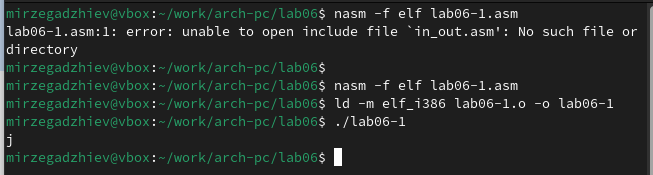 mirzegadzhiev@vbox:~/work/arch-pc/lab06$ nasm -f elf lab06-1.asm
lab06-1.asm:1: error: unable to open include file `in_out.asm': No such file or
directory
mirzegadzhiev@vbox:~/work/arch-pc/lab06$
mirzegadzhiev@vbox:~/work/arch-pc/lab06$ nasm -f elf lab06-1.asm
mirzegadzhiev@vbox:~/work/arch-pc/lab06$ ld -m elf_i386 lab06-1.o -o lab06-1
mirzegadzhiev@vbox:~/work/arch-pc/lab06$ ./lab06-1
j
mirzegadzhiev@vbox:~/work/arch-pc/lab06$